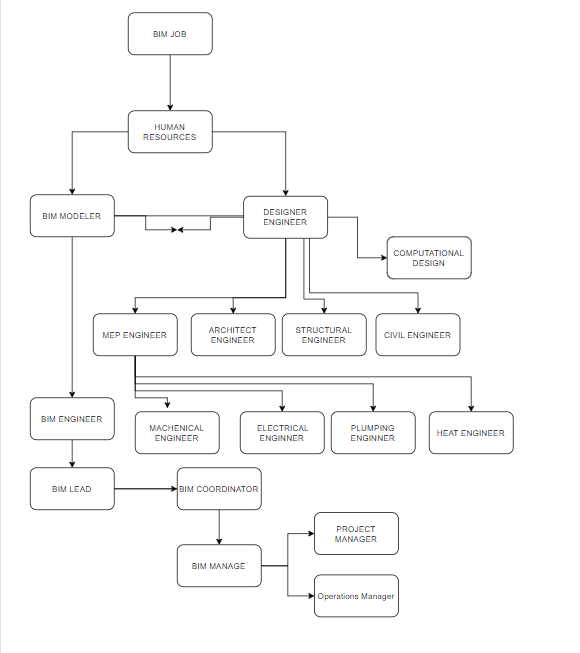 BIM JOB
HUMAN
RESOURCES
BIM MODELER
DESIGNER
ENGINEER
COMPUTATIONAL
DESIGN
MEP ENGINEER
ARCHITECT
ENGINEER
STRUCTURAL
ENGINEER
CIVIL ENGINEER
BIM ENGINEER
MACHENICAL
ENGINEER
ELECTRICAL
ENGINNER
PLUMPING
ENGINNER
HEAT ENGINEER
BIM LEAD
BIM COORDINATOR
PROJECT
MANAGER
BIM MANAGE
Operations Manager